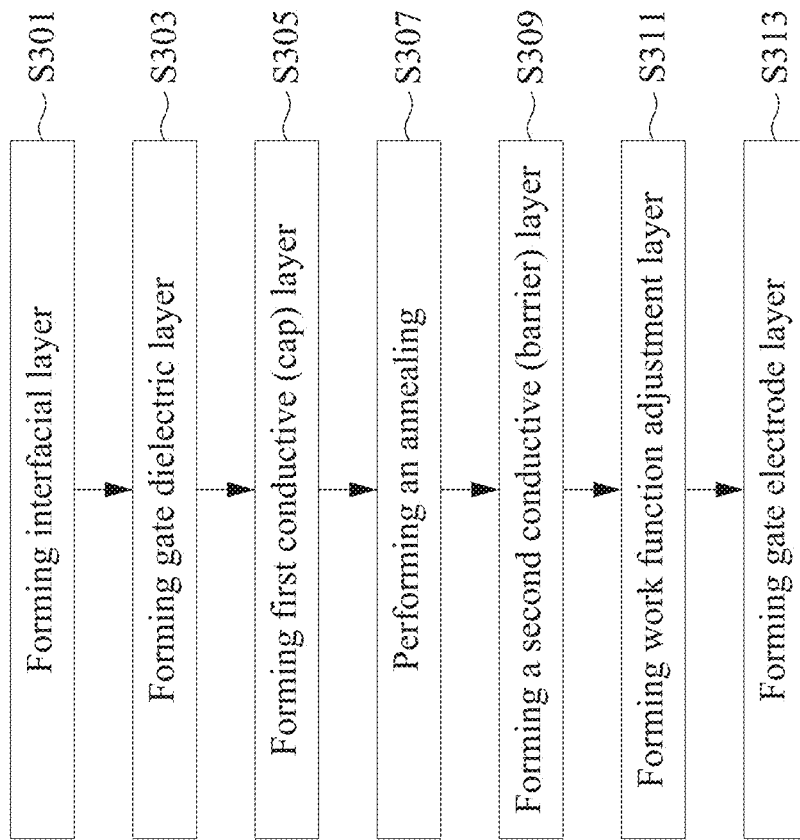 Forming interfacial layer
S301
Forming gate dielectric layer
S303
Forming first conductive (cap) layer
S305
Performing an annealing
S307
Forming a second conductive (barrier) layer
S309
Forming work function adjustment layer
S311
Forming gate electrode layer
S313